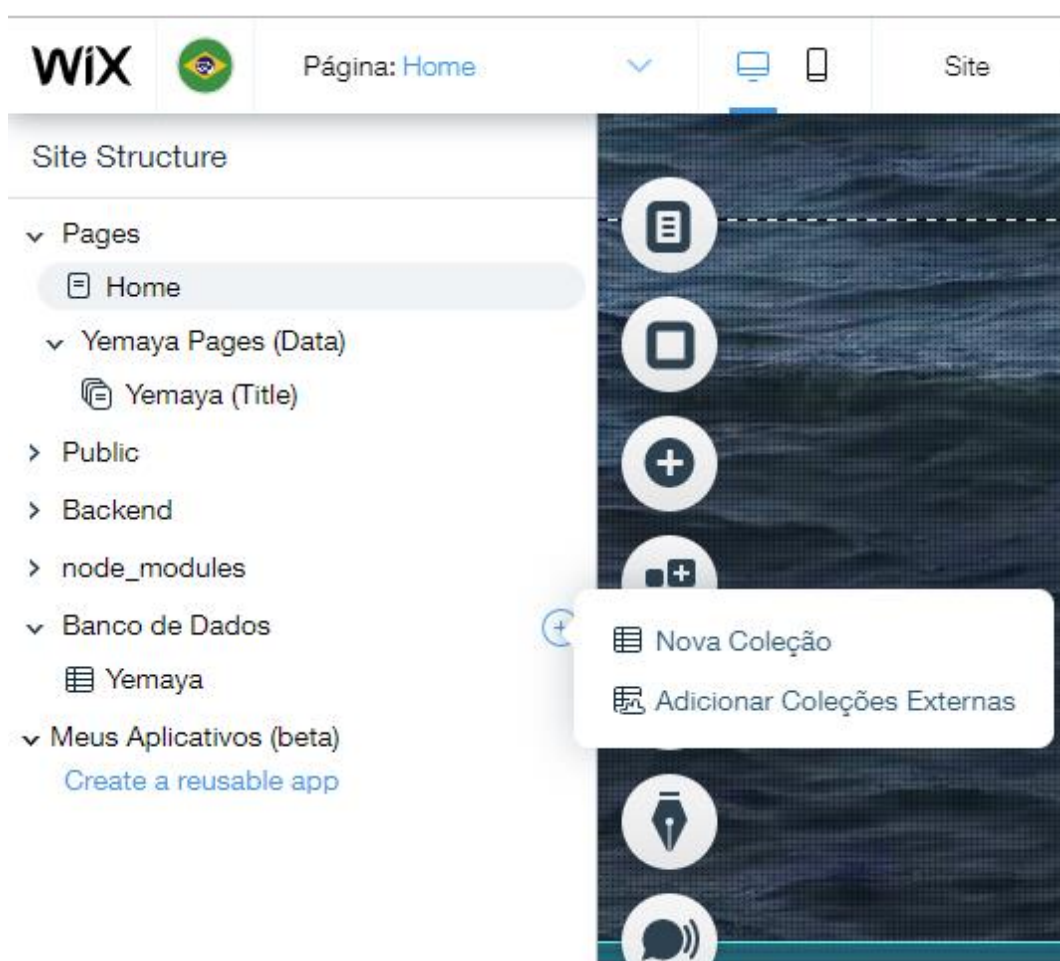 WiX
Página: Home
Site
Site Structure
Pages
Home
Yemaya Pages (Data)
Yemaya (Title)
Public
Backend
node_modules
Banco de Dados
Yemaya
Nova Coleção
Adicionar Coleções Externas
Meus Aplicativos (beta)
Create a reusable app